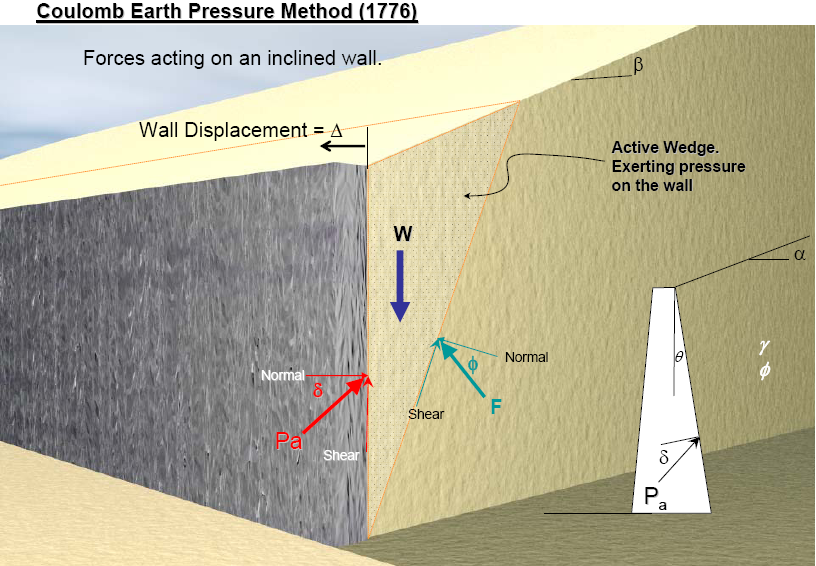 Coulomb Earth Pressure Method (1776)
Forces acting on an inclined wall.
β
Wall Displacement = Δ
Active Wedge.
Exerting pressure
on the wall
W
α
θ
γ
ϕ
Normal
ϕ
Normal
δ
F
Shear
Pa
Shear
δ
Pa